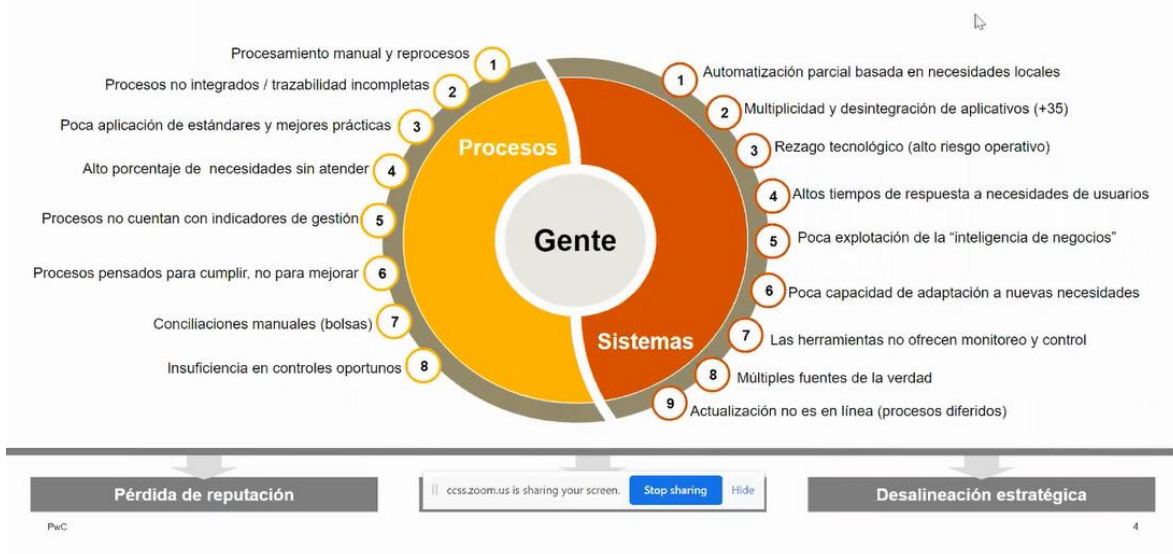 Procesamiento manual y reprocesos
1
Procesos no integrados / trazabilidad incompletas
2
Poca aplicación de estándares y mejores prácticas
3
Alto porcentaje de necesidades sin atender
4
Procesos no cuentan con indicadores de gestión
5
Procesos pensados para cumplir, no para mejorar
6
Conciliaciones manuales (bolsas)
7
Insuficiencia en controles oportunos
8
Procesos
Gente
Sistemas
1
Automatización parcial basada en necesidades locales
2
Multiplicidad y desintegración de aplicativos (+35)
3
Rezago tecnológico (alto riesgo operativo)
4
Altos tiempos de respuesta a necesidades de usuarios
5
Poca explotación de la “inteligencia de negocios”
6
Poca capacidad de adaptación a nuevas necesidades
7
Las herramientas no ofrecen monitoreo y control
8
Múltiples fuentes de la verdad
9
Actualización no es en línea (procesos diferidos)
Pérdida de reputación
ccss.zoom.us is sharing your screen.
Stop sharing
Hide
Desalineación estratégica
PwC
4